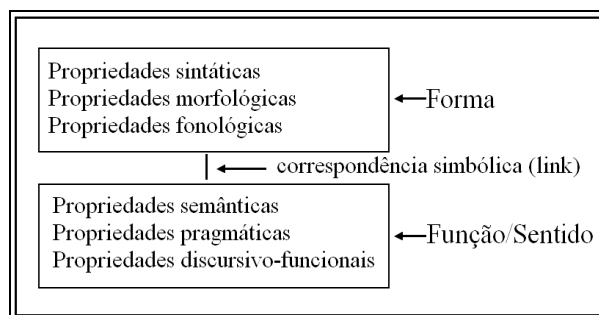 Propriedades sintáticas
Propriedades morfológicas
Propriedades fonológicas
Forma
correspondência simbólica (link)
Propriedades semânticas
Propriedades pragmáticas
Propriedades discursivo-funcionais
Função/Sentido